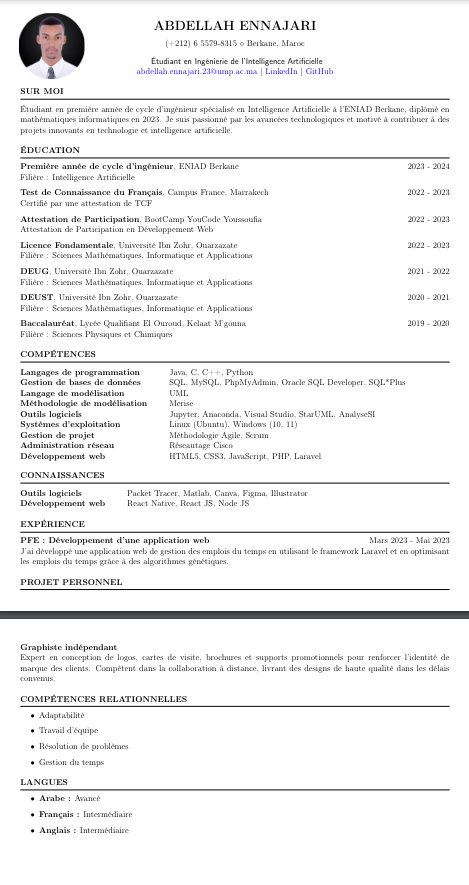 ABDELLAH ENNAJARI
(+212) 6 5579-8315 ⋄ Berkane, Maroc
Étudiant en Ingénierie de l'Intelligence Artificielle
abdellah.ennajari.23@ump.ac.ma | LinkedIn | GitHub
SUR MOI
Étudiant en première année de cycle d'ingénieur spécialisé en Intelligence Artificielle à l'ENIAD Berkane, diplômé en
mathématiques informatiques en 2023. Je suis passionné par les avancées technologiques et motivé à contribuer à des
projets innovants en technologie et intelligence artificielle.
ÉDUCATION
Première année de cycle d'ingénieur, ENIAD Berkane 2023 - 2024
Filière : Intelligence Artificielle
Test de Connaissance du Français, Campus France, Marrakech 2022 - 2023
Certifié par une attestation de TCF
Attestation de Participation, BootCamp YouCode Youssoufia 2022 - 2023
Attestation de Participation en Développement Web
Licence Fondamentale, Université Ibn Zohr, Ouarzazate 2022 - 2023
Filière : Sciences Mathématiques, Informatique et Applications
DEUG, Université Ibn Zohr, Ouarzazate 2021 - 2022
Filière : Sciences Mathématiques, Informatique et Applications
DEUST, Université Ibn Zohr, Ouarzazate 2020 - 2021
Filière : Sciences Mathématiques, Informatique et Applications
Baccalauréat, Lycée Qualifiant El Ouroud, Kelaat M'gouna 2019 - 2020
Filière : Sciences Physiques et Chimiques
COMPÉTENCES
Langages de programmation Java, C, C++, Python
Gestion de bases de données SQL, MySQL, PhpMyAdmin, Oracle SQL Developer, SQL*Plus
Langage de modélisation UML
Méthodologie de modélisation Merise
Outils logiciels Jupyter, Anaconda, Visual Studio, StarUML, AnalyseSI
Systèmes d'exploitation Linux (Ubuntu), Windows (10, 11)
Gestion de projet Méthodologie Agile, Scrum
Administration réseau Réseautage Cisco
Développement web HTML5, CSS3, JavaScript, PHP, Laravel
CONNAISSANCES
Outils logiciels Packet Tracer, Matlab, Canva, Figma, Illustrator
Développement web React Native, React JS, Node JS
EXPÉRIENCE
PFE : Développement d'une application web Mars 2023 - Mai 2023
J'ai développé une application web de gestion des emplois du temps en utilisant le framework Laravel et en optimisant
les emplois du temps grâce à des algorithmes génétiques.
PROJET PERSONNEL
Graphiste indépendant
Expert en conception de logos, cartes de visite, brochures et supports promotionnels pour renforcer l'identité de
marque des clients. Compétent dans la collaboration à distance, livrant des designs de haute qualité dans les délais
convenus.
COMPÉTENCES RELATIONNELLES
• Adaptabilité
• Travail d'équipe
• Résolution de problèmes
• Gestion du temps
LANGUES
• Arabe : Avancé
• Français : Intermédiaire
• Anglais : Intermédiaire